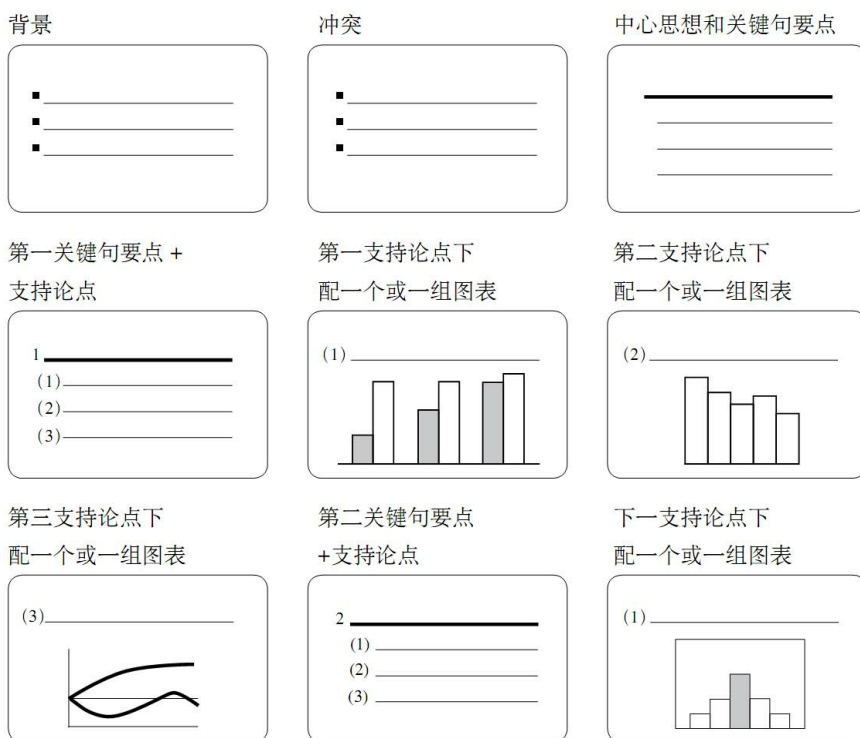 背景
冲突
中心思想和关键句要点
第一关键句要点 +
支持论点
第一支持论点下
配一个或一组图表
第二支持论点下
配一个或一组图表
1
(1)
(2)
(3)
(1)
(2)
第三支持论点下
配一个或一组图表
第二关键句要点
+支持论点
下一支持论点下
配一个或一组图表
(3)
2
(1)
(2)
(3)
(1)